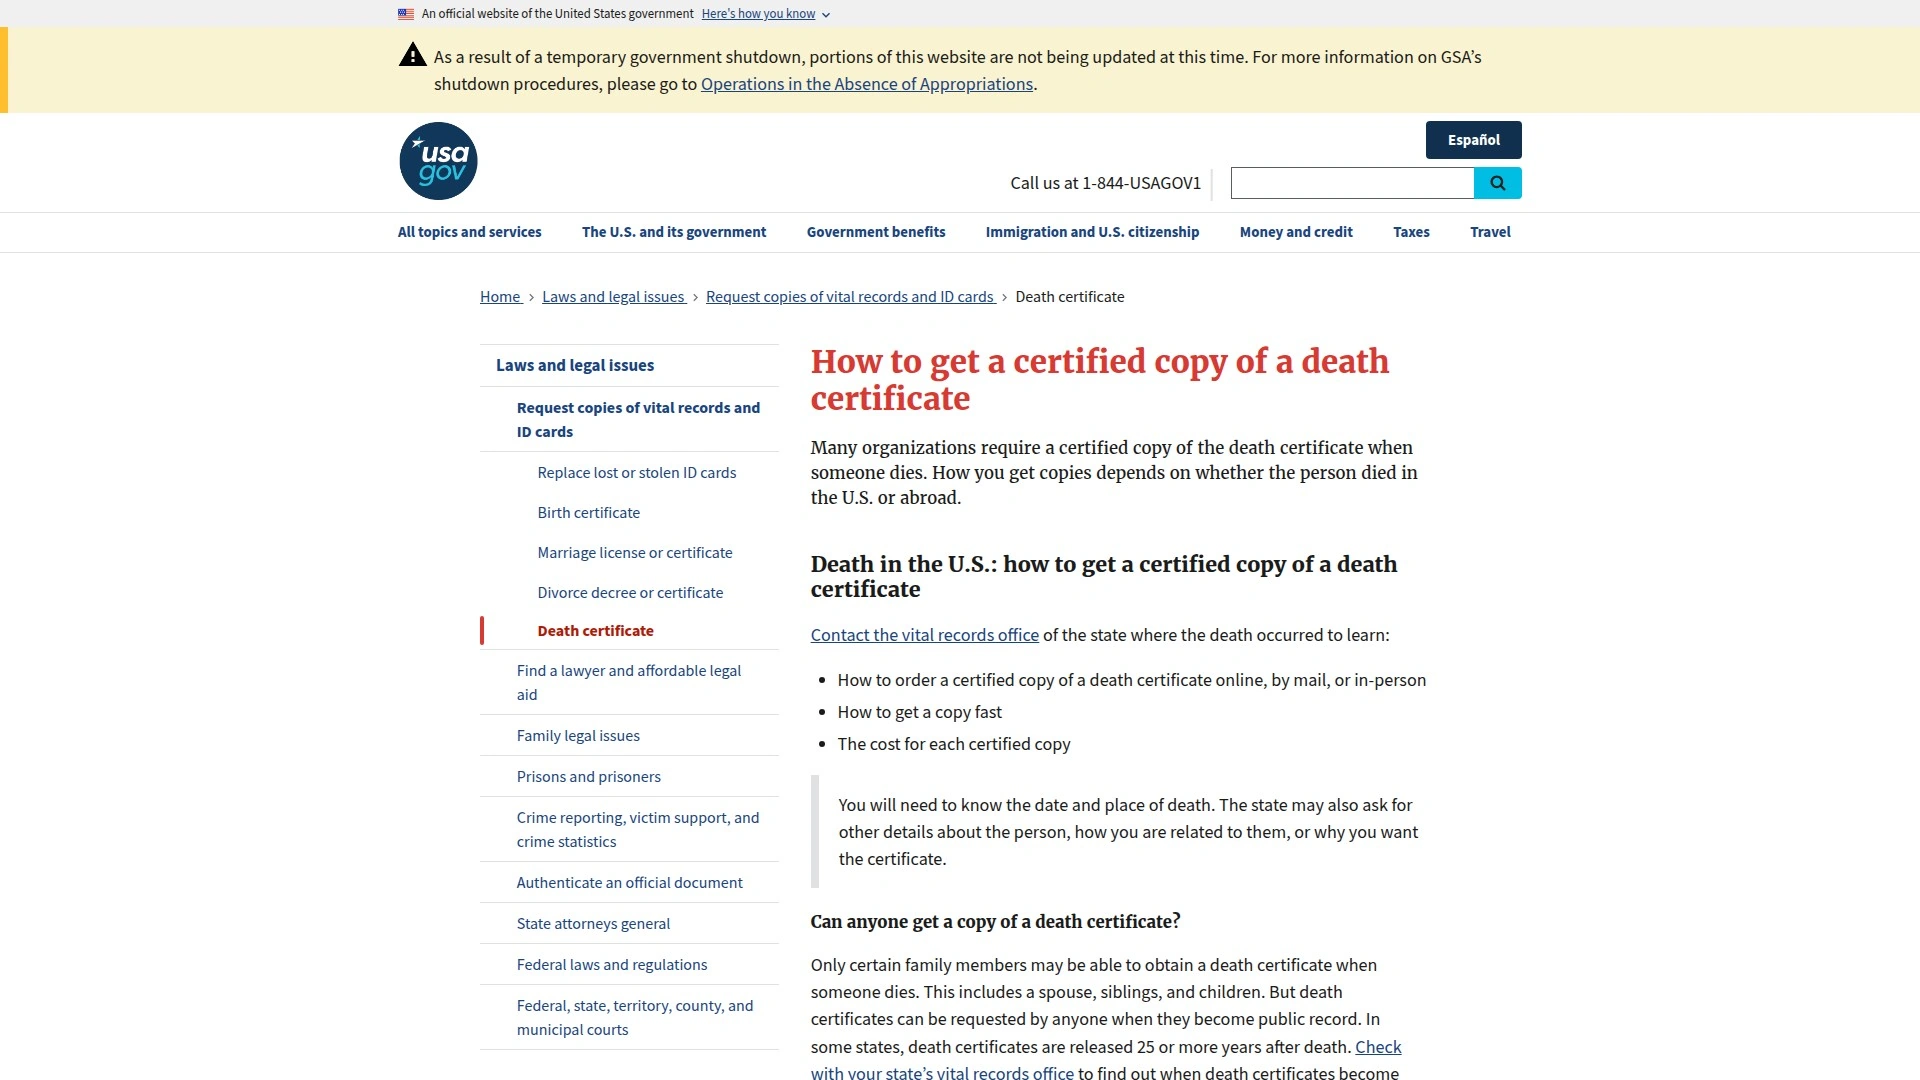 An official website of the United States government Here's how you know
As a result of a temporary government shutdown, portions of this website are not being updated at this time. For more information on GSA’s
shutdown procedures, please go to Operations in the Absence of Appropriations.
usa
gov
Español
Call us at 1-844-USAGOV1
All topics and services The U.S. and its government Government benefits Immigration and U.S. citizenship Money and credit Taxes Travel
Home › Laws and legal issues › Request copies of vital records and ID cards › Death certificate
Laws and legal issues
Request copies of vital records and
ID cards
Replace lost or stolen ID cards
Birth certificate
Marriage license or certificate
Divorce decree or certificate
Death certificate
Find a lawyer and affordable legal
aid
Family legal issues
Prisons and prisoners
Crime reporting, victim support, and
crime statistics
Authenticate an official document
State attorneys general
Federal laws and regulations
Federal, state, territory, county, and
municipal courts
How to get a certified copy of a death
certificate
Many organizations require a certified copy of the death certificate when
someone dies. How you get copies depends on whether the person died in
the U.S. or abroad.
Death in the U.S.: how to get a certified copy of a death
certificate
Contact the vital records office of the state where the death occurred to learn:
• How to order a certified copy of a death certificate online, by mail, or in-person
• How to get a copy fast
• The cost for each certified copy
You will need to know the date and place of death. The state may also ask for
other details about the person, how you are related to them, or why you want
the certificate.
Can anyone get a copy of a death certificate?
Only certain family members may be able to obtain a death certificate when
someone dies. This includes a spouse, siblings, and children. But death
certificates can be requested by anyone when they become public record. In
some states, death certificates are released 25 or more years after death. Check
with your state’s vital records office to find out when death certificates become